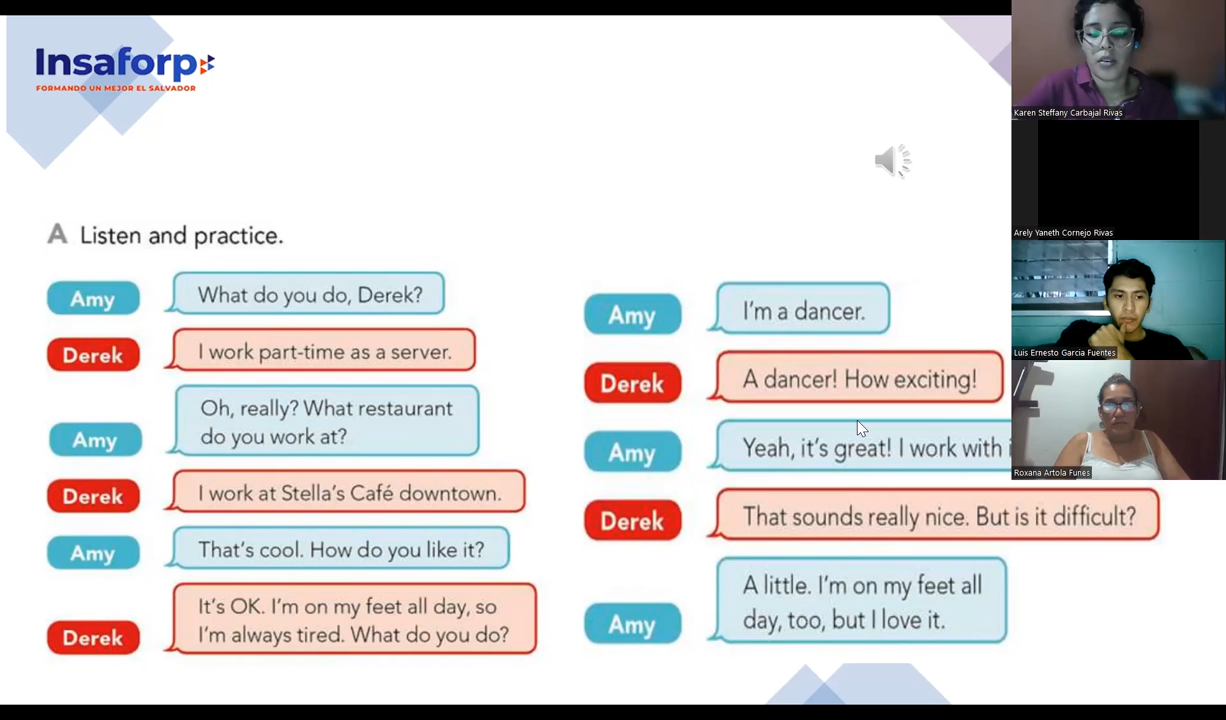 Insaforp
FORMANDO UN MEJOR EL SALVADOR
A Listen and practice.
Amy
What do you do, Derek?
Derek
I work part-time as a server.
Amy
Oh, really? What restaurant
do you work at?
Derek
I work at Stella's Café downtown.
Amy
That's cool. How do you like it?
Derek
It's OK. I'm on my feet all day, so
I'm always tired. What do you do?
Amy
I'm a dancer.
Derek
A dancer! How exciting!
Amy
Yeah, it's great! I work with
Derek
That sounds really nice. But is it difficult?
Amy
A little. I'm on my feet all
day, too, but I love it.
Karen Steffany Carbajal Rivas
Arely Yaneth Cornejo Rivas
Luis Ernesto Garcia Fuentes
Roxana Artola Funes